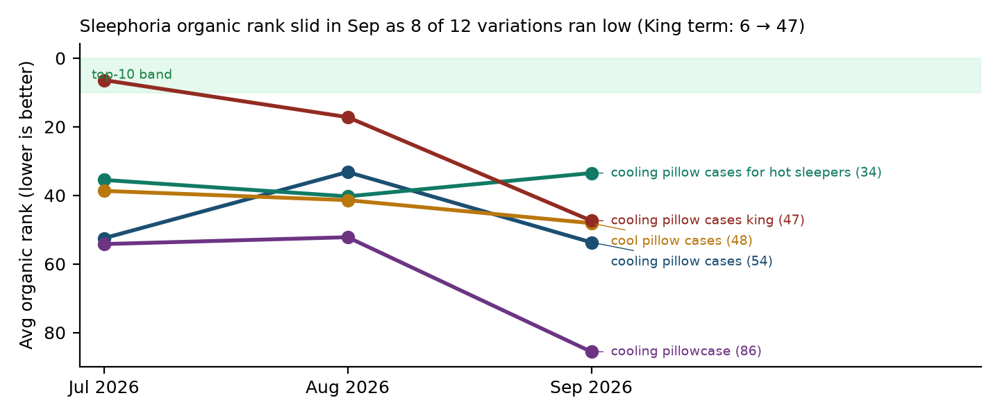 Sleephoria organic rank slid in Sep as 8 of 12 variations ran low (King term: 6 → 47)
Avg organic rank (lower is better)
0
20
40
60
80
top-10 band
cooling pillow cases for hot sleepers (34)
cooling pillow cases king (47)
cool pillow cases (48)
cooling pillow cases (54)
cooling pillowcase (86)
Jul 2026
Aug 2026
Sep 2026